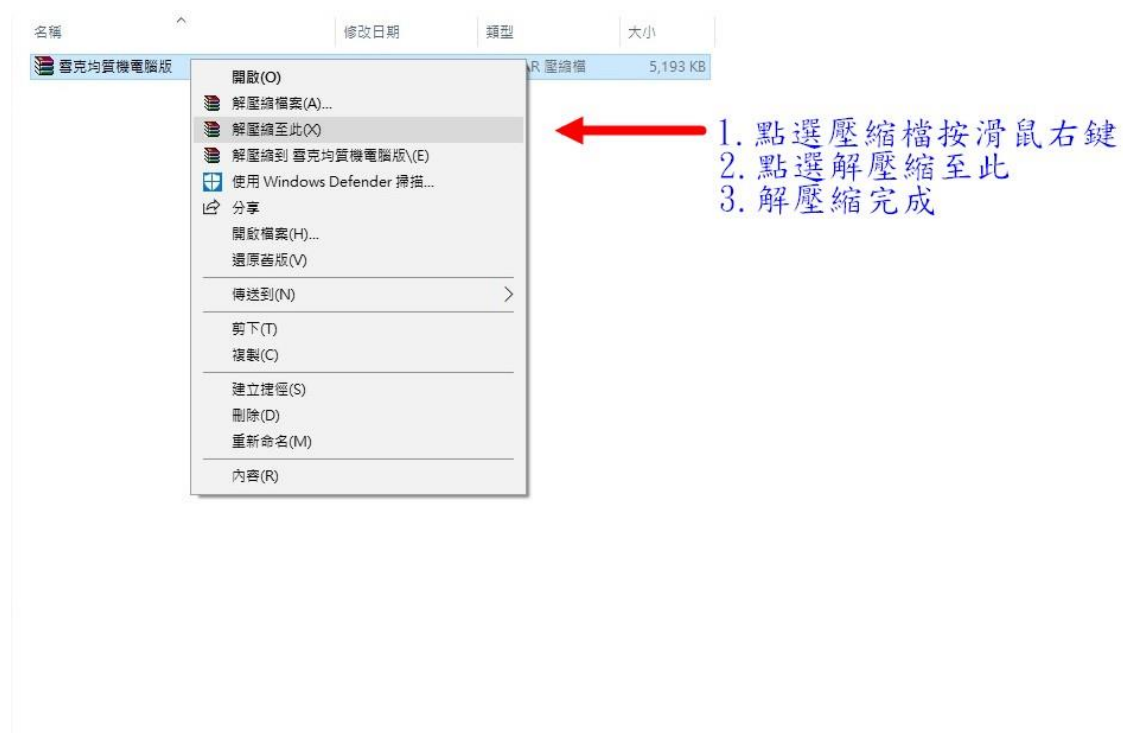 名稱 修改日期 類型 大小
雪克均質機電腦版 AR 壓縮檔 5,193 KB
開啟(O)
解壓縮檔案(A)...
解壓縮至此(X)
解壓縮到 雪克均質機電腦版\(E)
使用 Windows Defender 掃描...
分享
開啟檔案(H)...
還原舊版(V)
傳送到(N)
剪下(T)
複製(C)
建立捷徑(S)
刪除(D)
重新命名(M)
內容(R)
1.點選壓縮檔按滑鼠右鍵
2.點選解壓縮至此
3.解壓縮完成